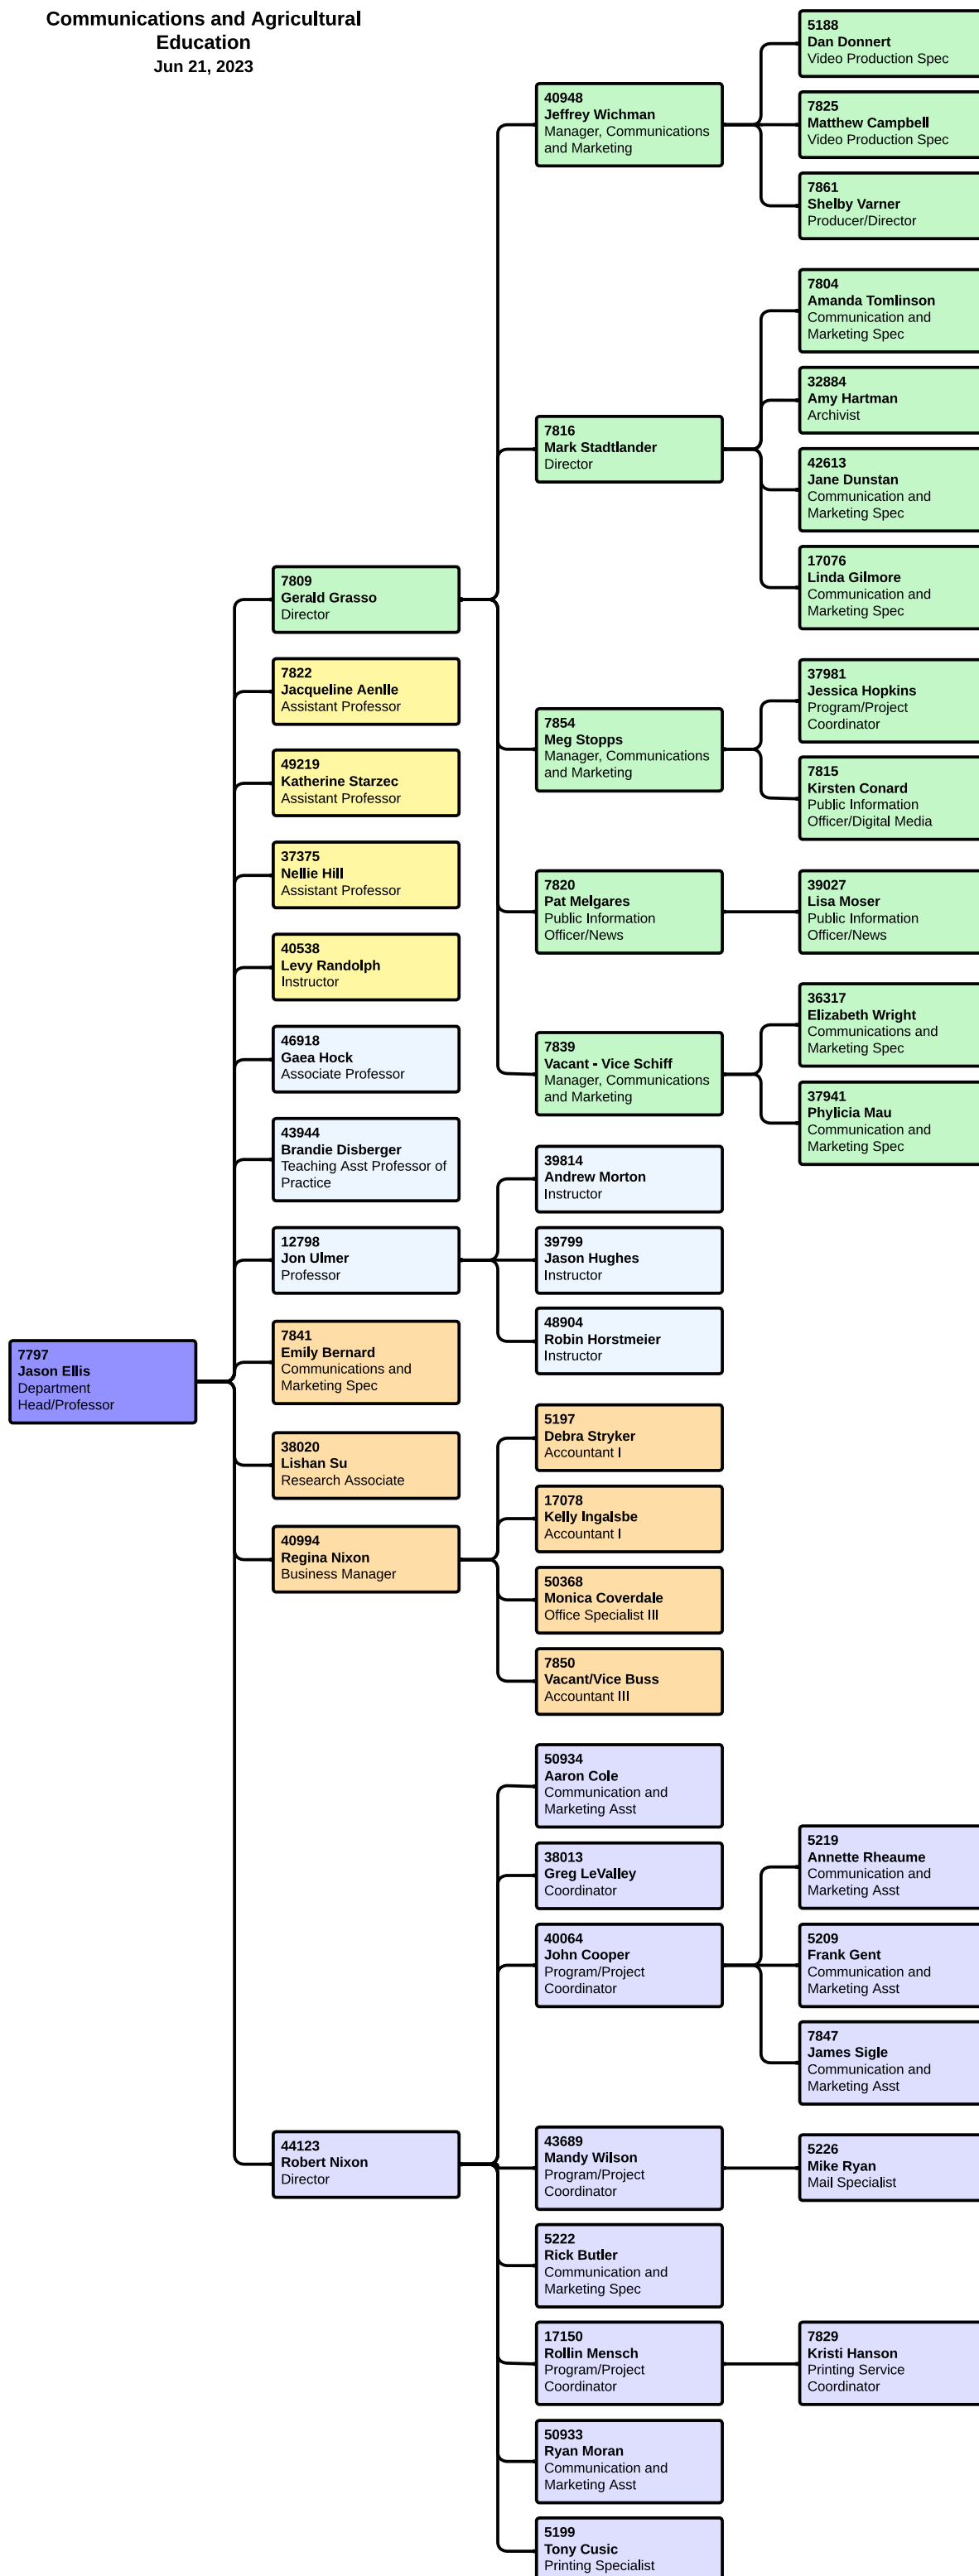 Communications and Agricultural
Education
Jun 21, 2023
5188
Dan Donnert
Video Production Spec
40948
Jeffrey Wichman
Manager, Communications
and Marketing
7825
Matthew Campbell
Video Production Spec
7861
Shelby Varner
Producer/Director
7804
Amanda Tomlinson
Communication and
Marketing Spec
32884
Amy Hartman
Archivist
7816
Mark Stadtlander
Director
42613
Jane Dunstan
Communication and
Marketing Spec
17076
Linda Gilmore
Communication and
Marketing Spec
7809
Gerald Grasso
Director
7822
Jacqueline Aenlle
Assistant Professor
37981
Jessica Hopkins
Program/Project
Coordinator
7854
Meg Stopps
Manager, Communications
and Marketing
49219
Katherine Starzec
Assistant Professor
7815
Kirsten Conard
Public Information
Officer/Digital Media
37375
Nellie Hill
Assistant Professor
7820
Pat Melgares
Public Information
Officer/News
39027
Lisa Moser
Public Information
Officer/News
40538
Levy Randolph
Instructor
36317
Elizabeth Wright
Communications and
Marketing Spec
46918
Gaea Hock
Associate Professor
7839
Vacant - Vice Schiff
Manager, Communications
and Marketing
37941
Phylicia Mau
Communication and
Marketing Spec
43944
Brandie Disberger
Teaching Asst Professor of
Practice
39814
Andrew Morton
Instructor
12798
Jon Ulmer
Professor
39799
Jason Hughes
Instructor
48904
Robin Horstmeier
Instructor
7841
Emily Bernard
Communications and
Marketing Spec
7797
Jason Ellis
Department
Head/Professor
5197
Debra Stryker
Accountant I
38020
Lishan Su
Research Associate
17078
Kelly Ingalsbe
Accountant I
40994
Regina Nixon
Business Manager
50368
Monica Coverdale
Office Specialist III
7850
Vacant/Vice Buss
Accountant III
50934
Aaron Cole
Communication and
Marketing Asst
38013
Greg LeValley
Coordinator
5219
Annette Rheaume
Communication and
Marketing Asst
40064
John Cooper
Program/Project
Coordinator
5209
Frank Gent
Communication and
Marketing Asst
7847
James Sigle
Communication and
Marketing Asst
44123
Robert Nixon
Director
43689
Mandy Wilson
Program/Project
Coordinator
5226
Mike Ryan
Mail Specialist
5222
Rick Butler
Communication and
Marketing Spec
17150
Rollin Mensch
Program/Project
Coordinator
7829
Kristi Hanson
Printing Service
Coordinator
50933
Ryan Moran
Communication and
Marketing Asst
5199
Tony Cusic
Printing Specialist